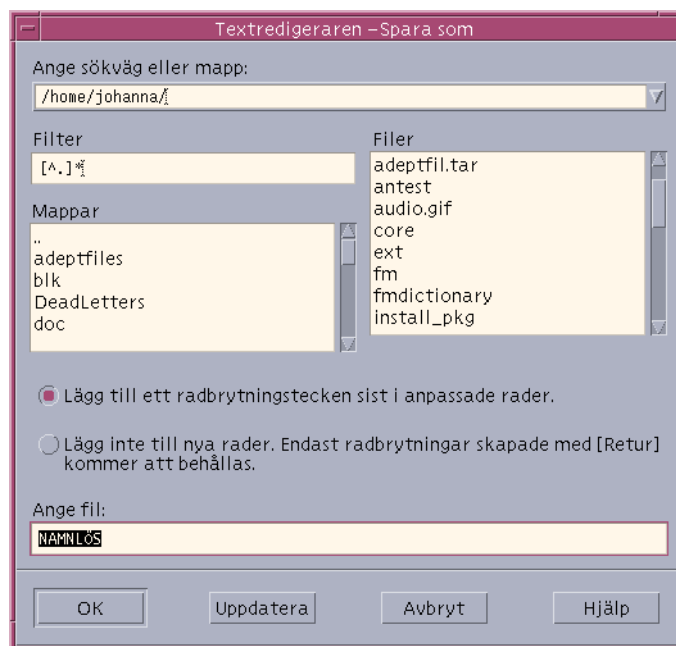 Textredigeraren –Spara som
Ange sökväg eller mapp:
/home/johanna/
Filter
[^.]*
Mappar
..
adeptfiles
blk
DeadLetters
doc
Filer
adeptfil.tar
antest
audio.gif
core
ext
fm
fmdictionary
install_pkg
Lägg till ett radbrytningstecken sist i anpassade rader.
Lägg inte till nya rader. Endast radbrytningar skapade med [Retur]
kommer att behållas.
Ange fil:
NAMNLÖS
OK
Uppdatera
Avbryt
Hjälp